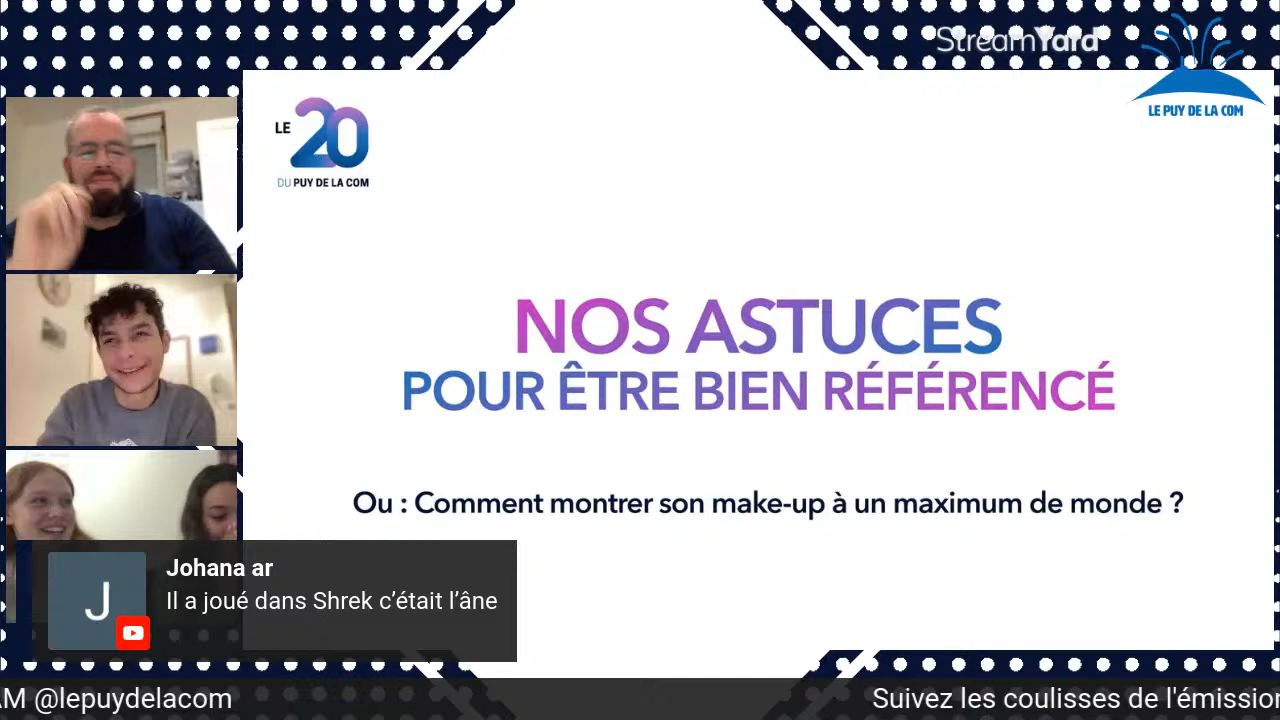 StreamYard
LE PUY DE LA COM
LE 20
DU PUY DE LA COM
NOS ASTUCES
POUR ÊTRE BIEN RÉFÉRENCÉ
Ou : Comment montrer son make-up à un maximum de monde ?
J
Johana ar
Il a joué dans Shrek c’était l’âne
AM @lepuydelacom
Suivez les coulisses de l'émission